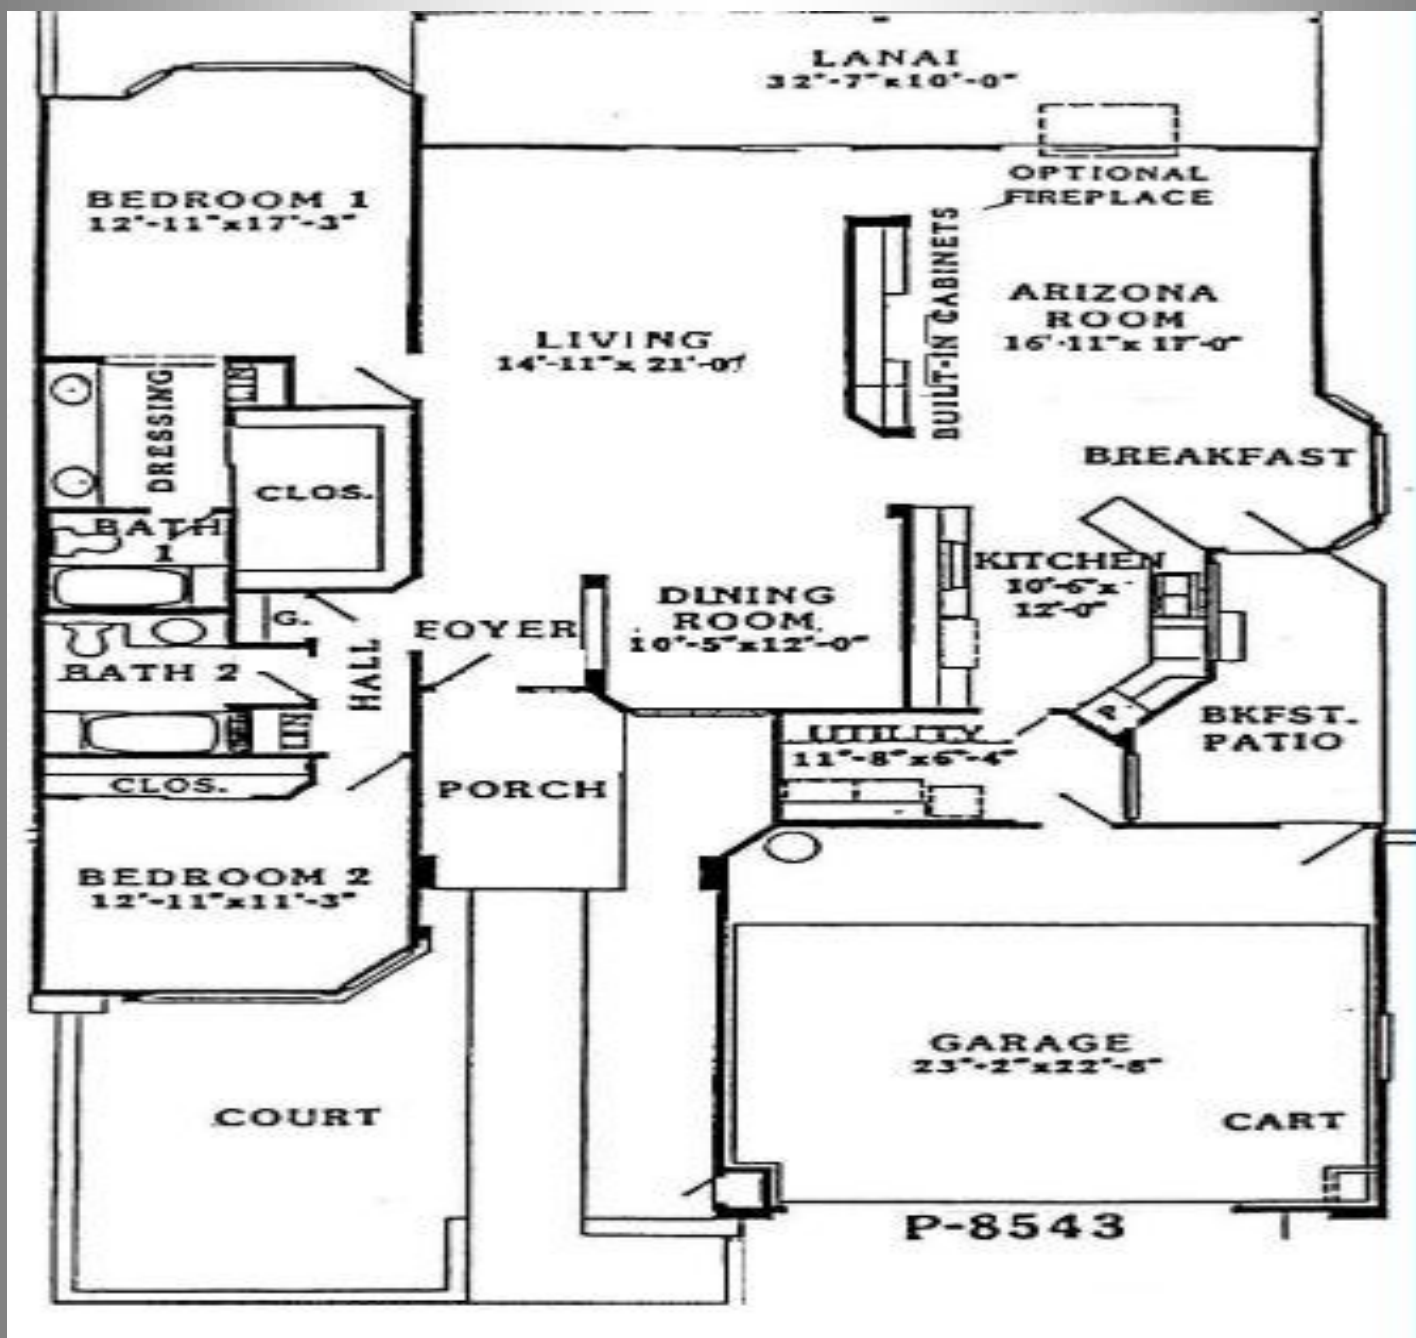 LANAI
32'-7"x10'-0"
OPTIONAL
FIREPLACE
BEDROOM 1
12'-11"x17'-3"
BUILT-IN CABINETS
ARIZONA
ROOM
16'-11"x 17'-0"
LIVING
14'-11"x 21'-0"
LIN
DRESSING
CLOS.
BREAKFAST
BATH
1
KITCHEN
10'-6"x
12'-0"
DINING
ROOM
10'-5"x12'-0"
G.
FOYER
HALL
BATH 2
LIN
P.
BKFST.
PATIO
UTILITY
11'-8"x6'-4"
CLOS.
PORCH
BEDROOM 2
12'-11"x11'-3"
GARAGE
23'-2"x22'-8"
COURT
CART
P-8543